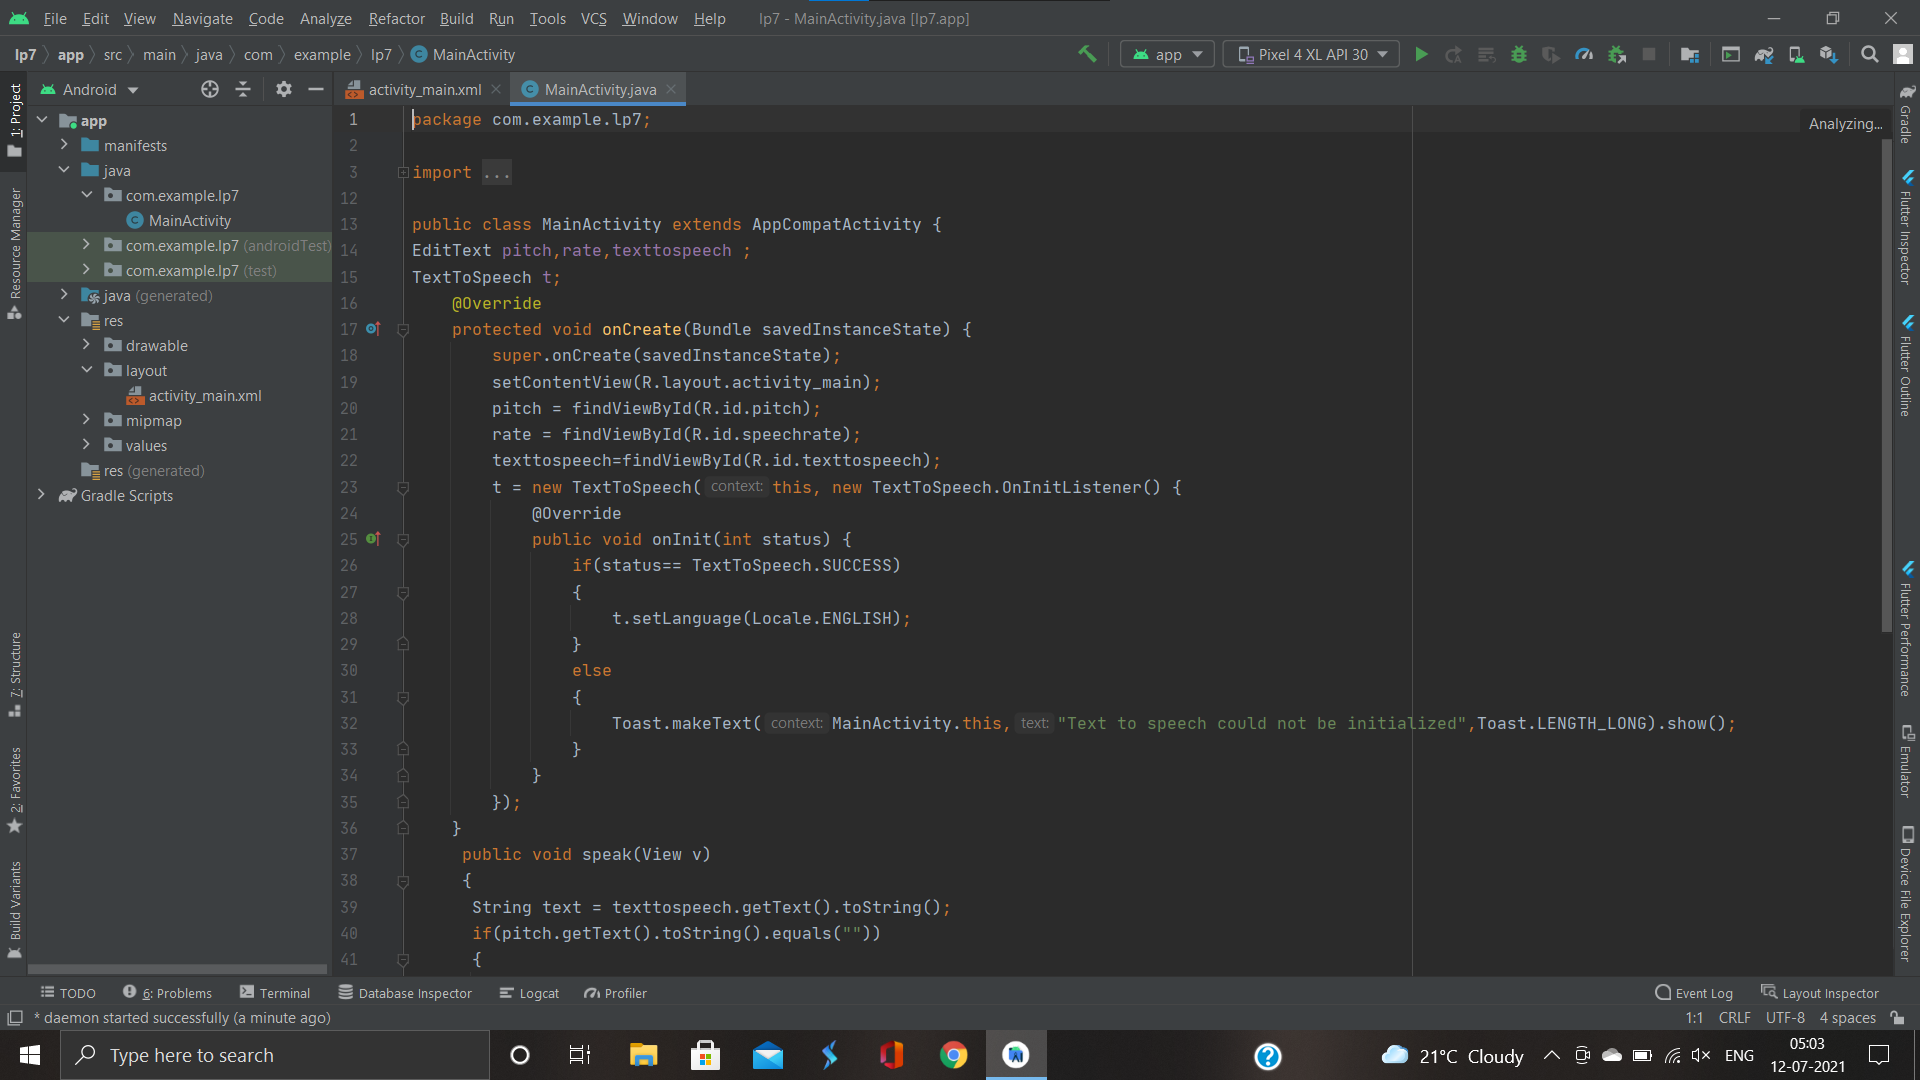 File Edit View Navigate Code Analyze Refactor Build Run Tools VCS Window Help lp7 - MainActivity.java [lp7.app]
lp7 app src main java com example lp7 MainActivity app Pixel 4 XL API 30
Android
activity_main.xml MainActivity.java
1: Project
Resource Manager
7: Structure
2: Favorites
Build Variants
app
manifests
java
com.example.lp7
MainActivity
com.example.lp7 (androidTest)
com.example.lp7 (test)
java (generated)
res
drawable
layout
activity_main.xml
mipmap
values
res (generated)
Gradle Scripts
Analyzing...
1 package com.example.lp7;
2
3 import ...
12
13 public class MainActivity extends AppCompatActivity {
14 EditText pitch,rate,texttospeech ;
15 TextToSpeech t;
16 @Override
17 protected void onCreate(Bundle savedInstanceState) {
18 super.onCreate(savedInstanceState);
19 setContentView(R.layout.activity_main);
20 pitch = findViewById(R.id.pitch);
21 rate = findViewById(R.id.speechrate);
22 texttospeech=findViewById(R.id.texttospeech);
23 t = new TextToSpeech( context: this, new TextToSpeech.OnInitListener() {
24 @Override
25 public void onInit(int status) {
26 if(status== TextToSpeech.SUCCESS)
27 {
28 t.setLanguage(Locale.ENGLISH);
29 }
30 else
31 {
32 Toast.makeText( context: MainActivity.this, text: "Text to speech could not be initialized",Toast.LENGTH_LONG).show();
33 }
34 }
35 });
36 }
37 public void speak(View v)
38 {
39 String text = texttospeech.getText().toString();
40 if(pitch.getText().toString().equals(""))
41 {
Gradle
Flutter Inspector
Flutter Outline
Flutter Performance
Emulator
Device File Explorer
TODO 6: Problems Terminal Database Inspector Logcat Profiler Event Log Layout Inspector
* daemon started successfully (a minute ago) 1:1 CRLF UTF-8 4 spaces
Type here to search 21°C Cloudy ENG 05:03
12-07-2021